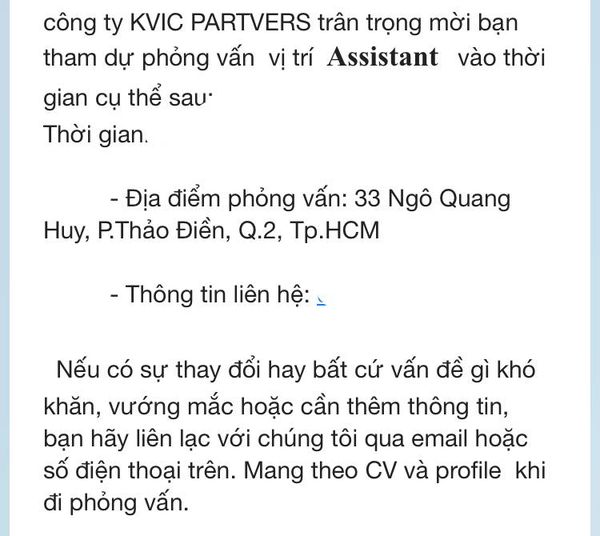 công ty KVIC PARTVERS trân trọng mời bạn
tham dự phỏng vấn vị trí Assistant vào thời
gian cụ thể sau:
Thời gian.
- Địa điểm phỏng vấn: 33 Ngô Quang
Huy, P.Thảo Điền, Q.2, Tp.HCM
- Thông tin liên hệ:
Nếu có sự thay đổi hay bất cứ vấn đề gì khó
khăn, vướng mắc hoặc cần thêm thông tin,
bạn hãy liên lạc với chúng tôi qua email hoặc
số điện thoại trên. Mang theo CV và profile khi
đi phỏng vấn.